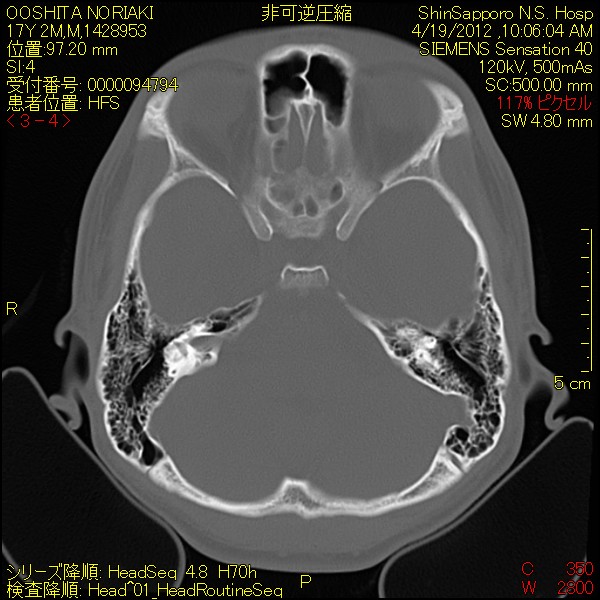 OOSHITA NORIAKI
17Y 2M,M,1428953
位置:97.20 mm
SI:4
受付番号: 0000094794
患者位置: HFS
<3-4>
非可逆圧縮
ShinSapporo N.S. Hosp
4/19/2012 ,10:06:04 AM
SIEMENS Sensation 40
120kV, 500mAs
SC:500.00 mm
117% ピクセル
SW 4.80 mm
R
5 cm
シリーズ降順: HeadSeq 4.8 H70h
検査降順: Head^01_HeadRoutineSeq
P
C 350
W 2800